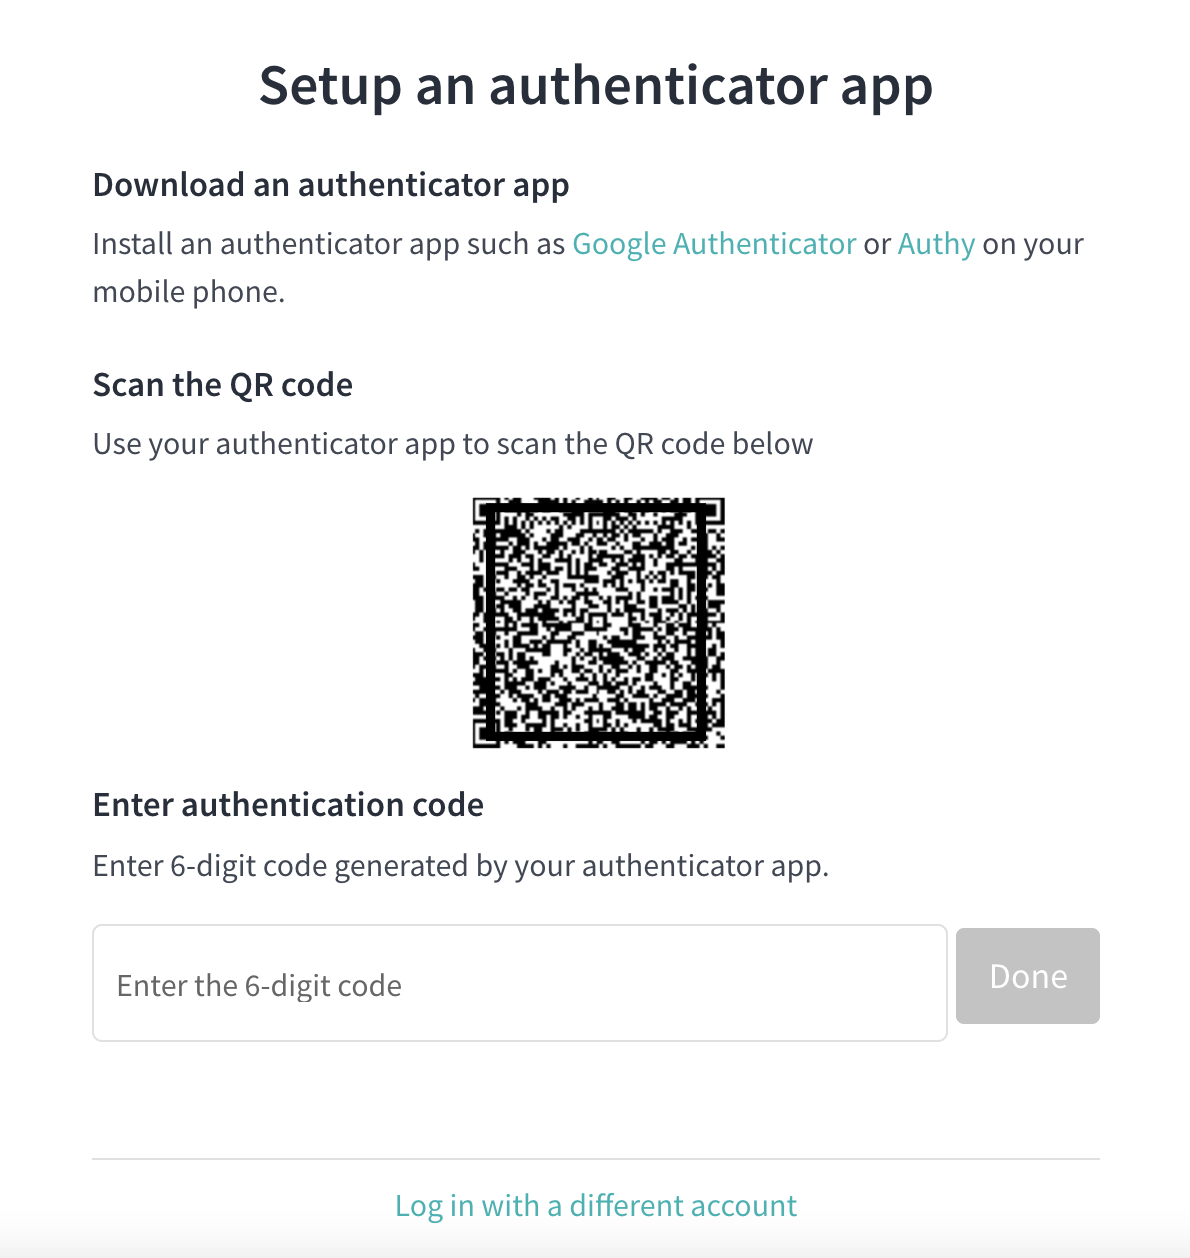 Setup an authenticator app
Download an authenticator app
Install an authenticator app such as Google Authenticator or Authy on your
mobile phone.
Scan the QR code
Use your authenticator app to scan the QR code below
Enter authentication code
Enter 6-digit code generated by your authenticator app.
Enter the 6-digit code
Done
Log in with a different account